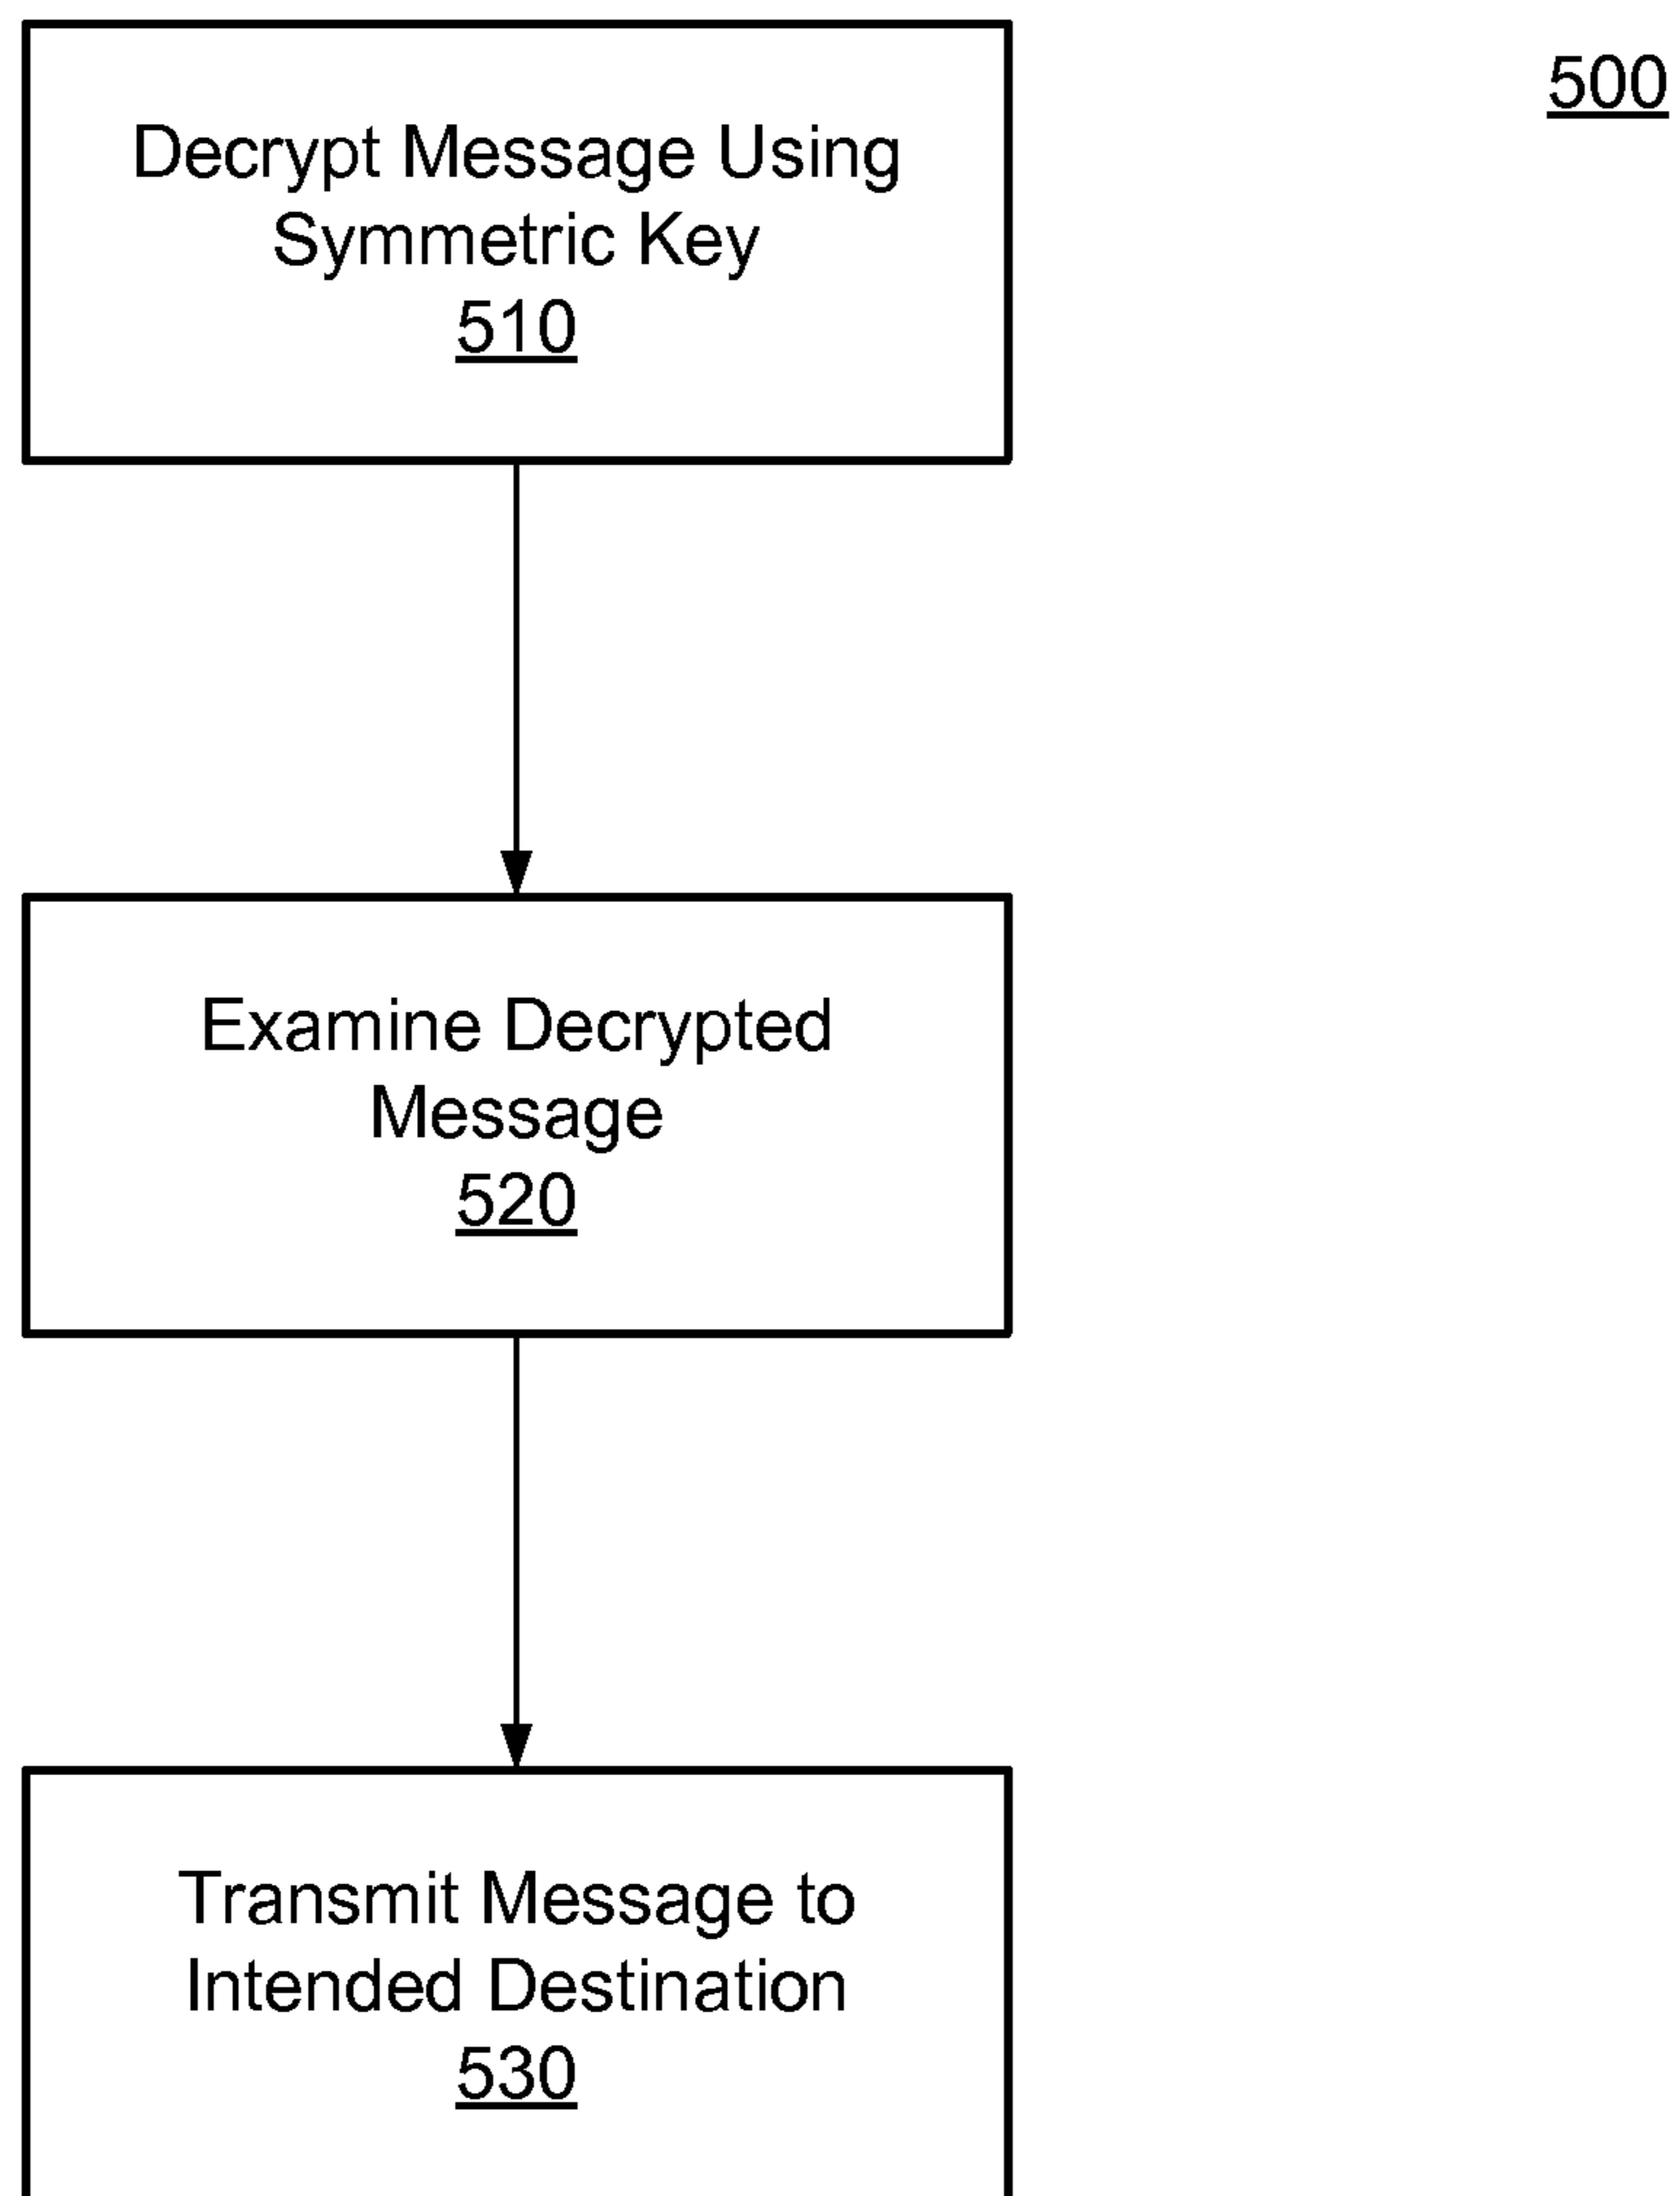 500
Decrypt Message Using
Symmetric Key
510
Examine Decrypted
Message
520
Transmit Message to
Intended Destination
530